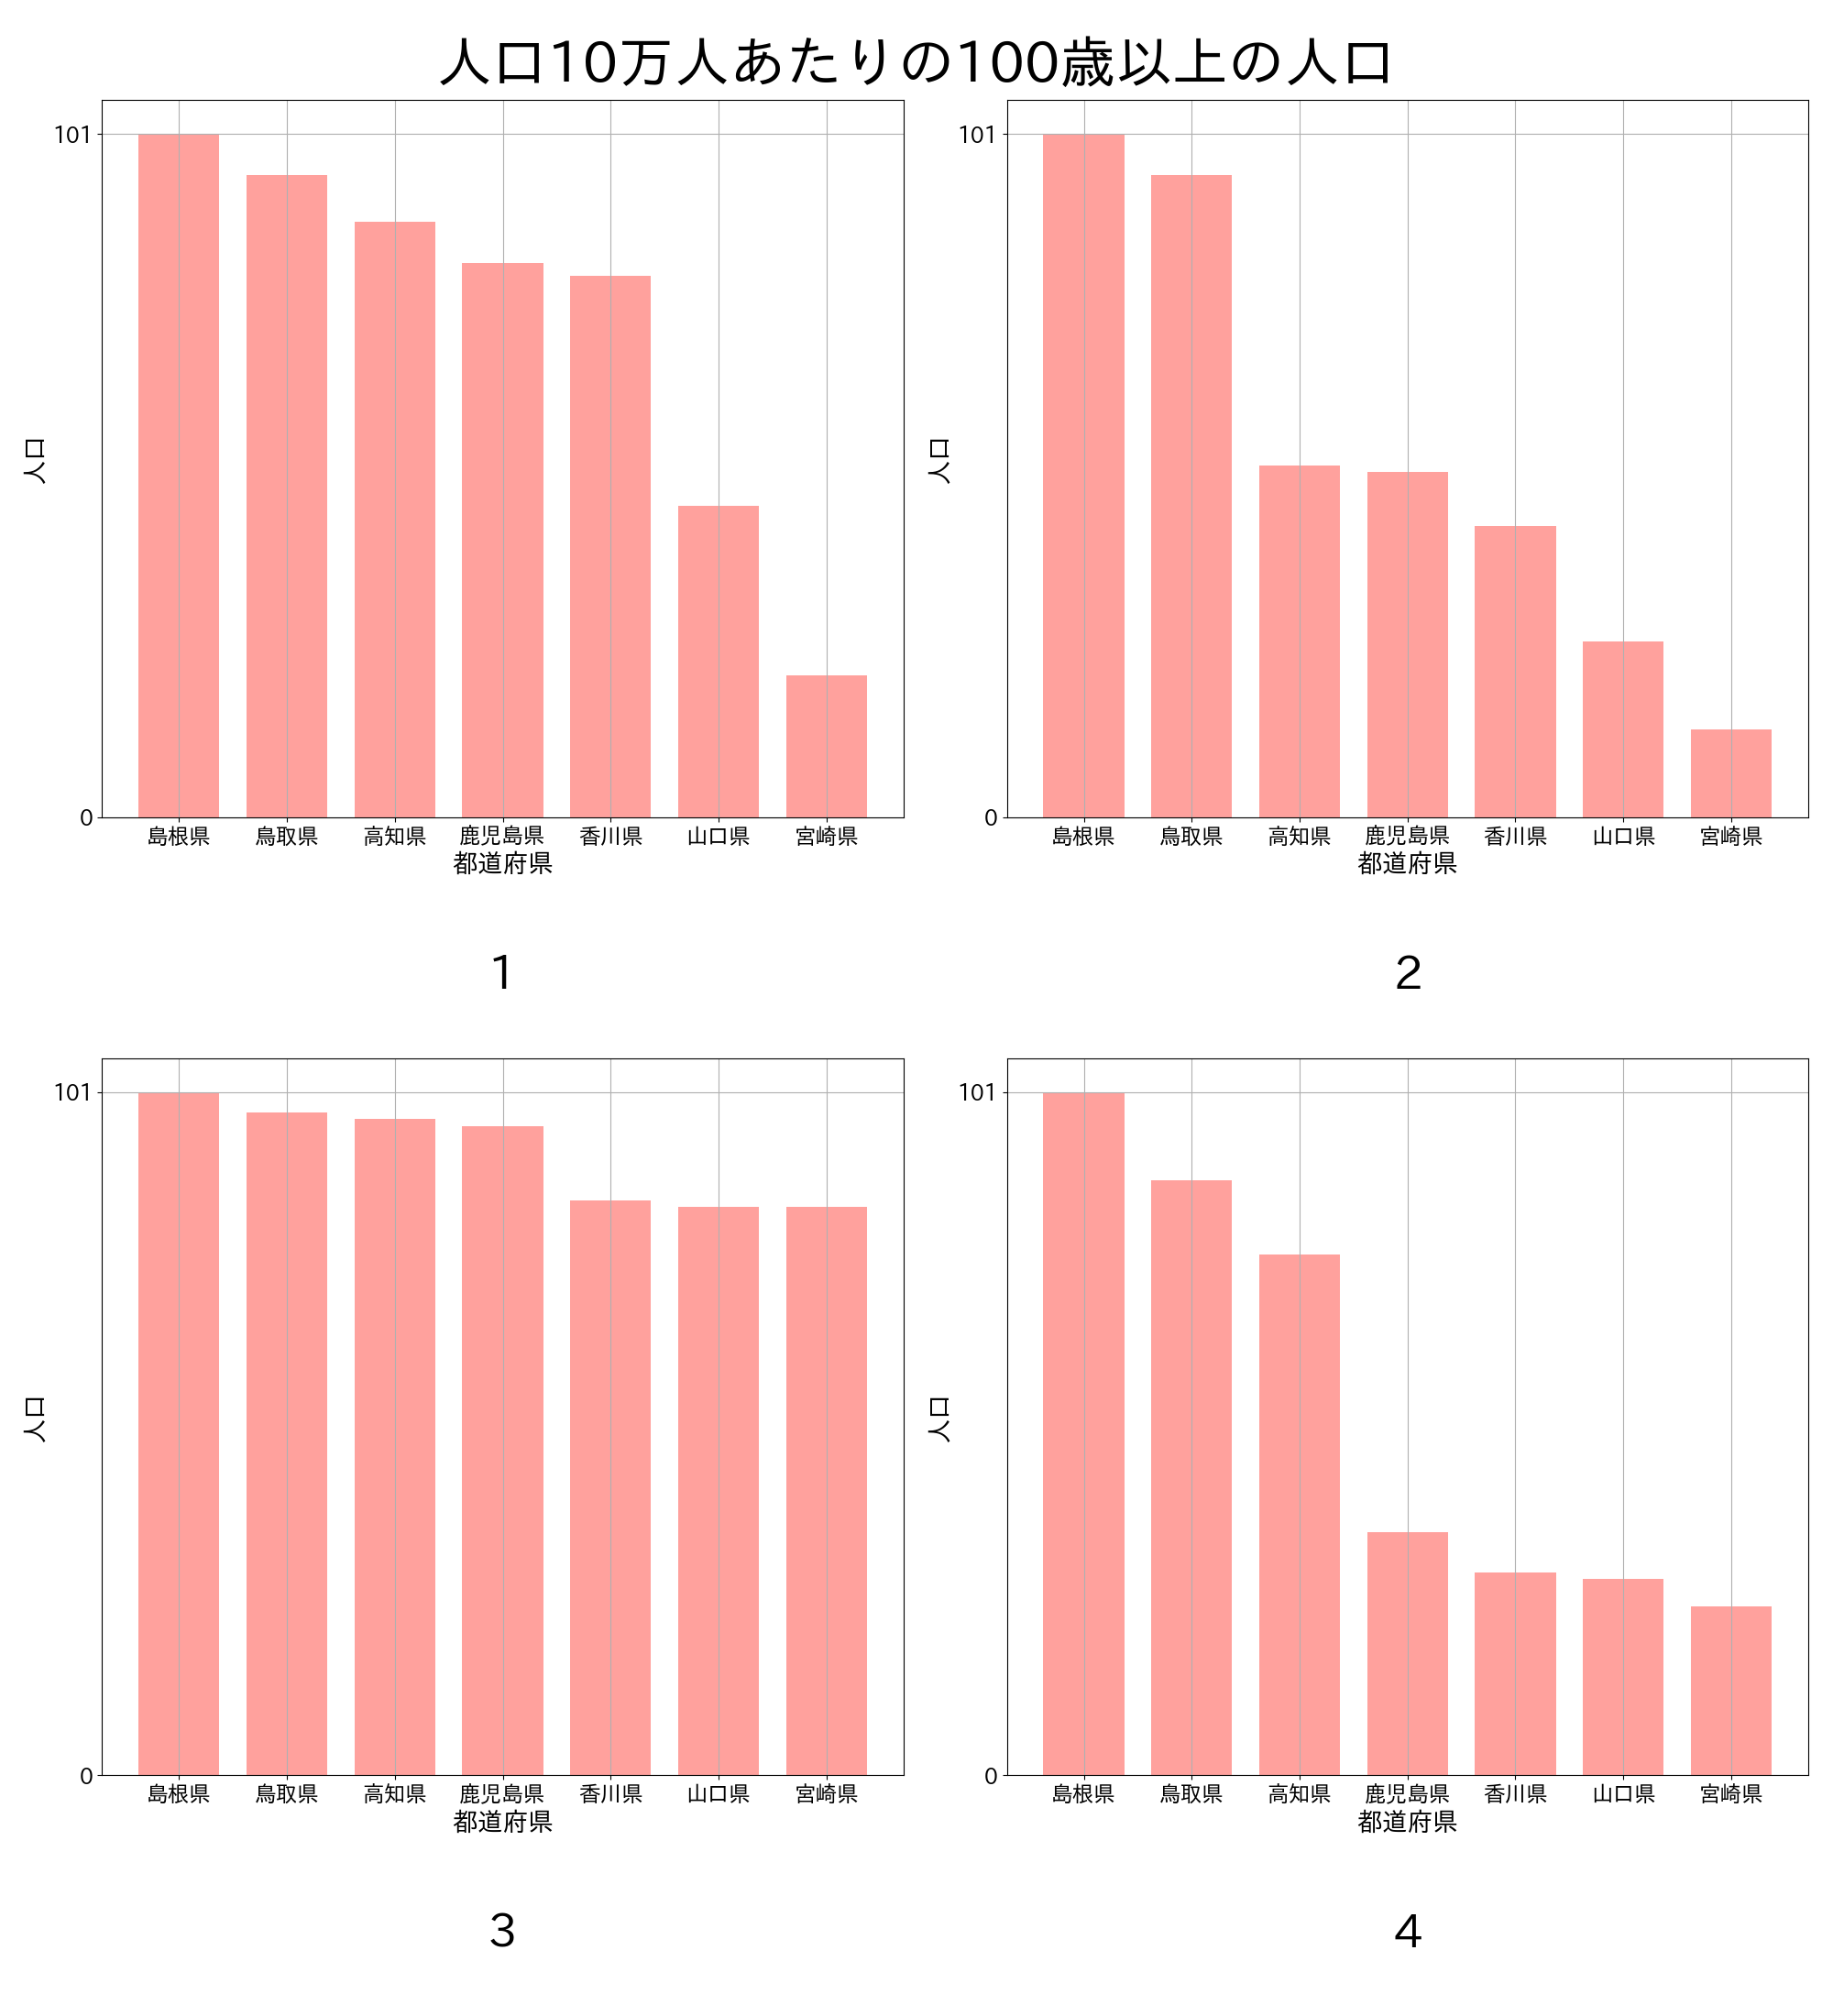 人口10万人あたりの100歳以上の人口
101
人口
0
島根県 鳥取県 高知県 鹿児島県 香川県 山口県 宮崎県
都道府県
1
101
人口
0
島根県 鳥取県 高知県 鹿児島県 香川県 山口県 宮崎県
都道府県
2
101
人口
0
島根県 鳥取県 高知県 鹿児島県 香川県 山口県 宮崎県
都道府県
3
101
人口
0
島根県 鳥取県 高知県 鹿児島県 香川県 山口県 宮崎県
都道府県
4